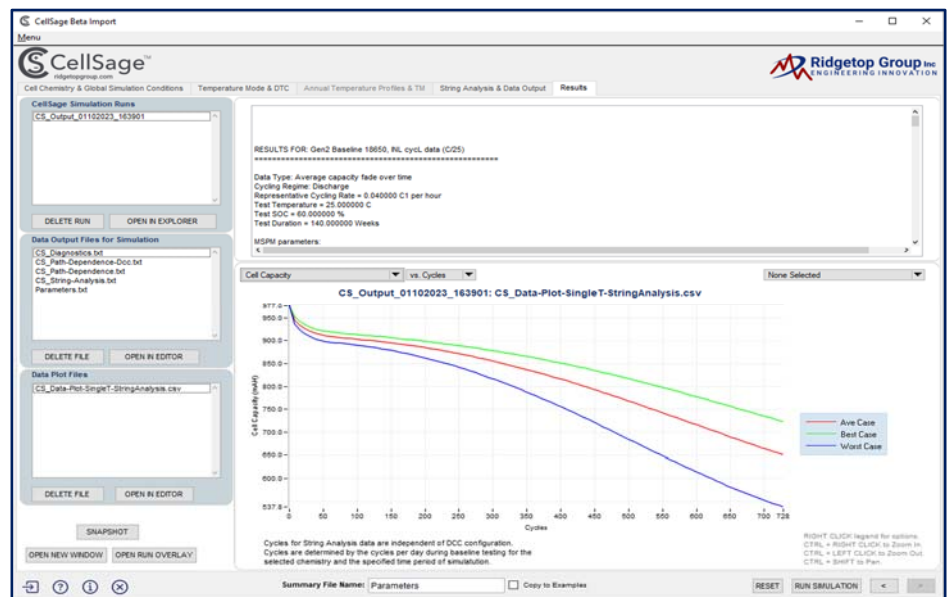 CellSage Beta Import
Menu
CellSage™
ridgetopgroup.com
Ridgetop Group Inc
ENGINEERING INNOVATION
Cell Chemistry & Global Simulation Conditions
Temperature Mode & DTC
Annual Temperature Profiles & TM
String Analysis & Data Output
Results
CellSage Simulation Runs
CS_Output_01102023_163901
DELETE RUN
OPEN IN EXPLORER
Data Output Files for Simulation
CS_Diagnostics.txt
CS_Path-Dependence-Dcc.txt
CS_Path-Dependence.txt
CS_String-Analysis.txt
Parameters.txt
DELETE FILE
OPEN IN EDITOR
Data Plot Files
CS_Data-Plot-SingleT-StringAnalysis.csv
DELETE FILE
OPEN IN EDITOR
SNAPSHOT
OPEN NEW WINDOW
OPEN RUN OVERLAY
RESULTS FOR: Gen2 Baseline 18650, INL cycL data (C/25)
==========================================================
Data Type: Average capacity fade over time
Cycling Regime: Discharge
Representative Cycling Rate = 0.040000 C1 per hour
Test Temperature = 25.000000 C
Test SOC = 60.000000 %
Test Duration = 140.000000 Weeks
MSPM parameters:
Cell Capacity
vs. Cycles
None Selected
CS_Output_01102023_163901: CS_Data-Plot-SingleT-StringAnalysis.csv
977.0
950.0
900.0
850.0
800.0
750.0
700.0
650.0
600.0
537.8
Cell Capacity (mAH)
0 50 100 150 200 250 300 350 400 450 500 550 600 650 700 728
Cycles
Ave Case
Best Case
Worst Case
Cycles for String Analysis data are independent of DCC configuration.
Cycles are determined by the cycles per day during baseline testing for the
selected chemistry and the specified time period of simulatution.
RIGHT CLICK legend for options.
CTRL + RIGHT CLICK to Zoom In.
CTRL + LEFT CLICK to Zoom Out.
CTRL + SHIFT to Pan.
Summary File Name: Parameters
Copy to Examples
RESET
RUN SIMULATION
<
>